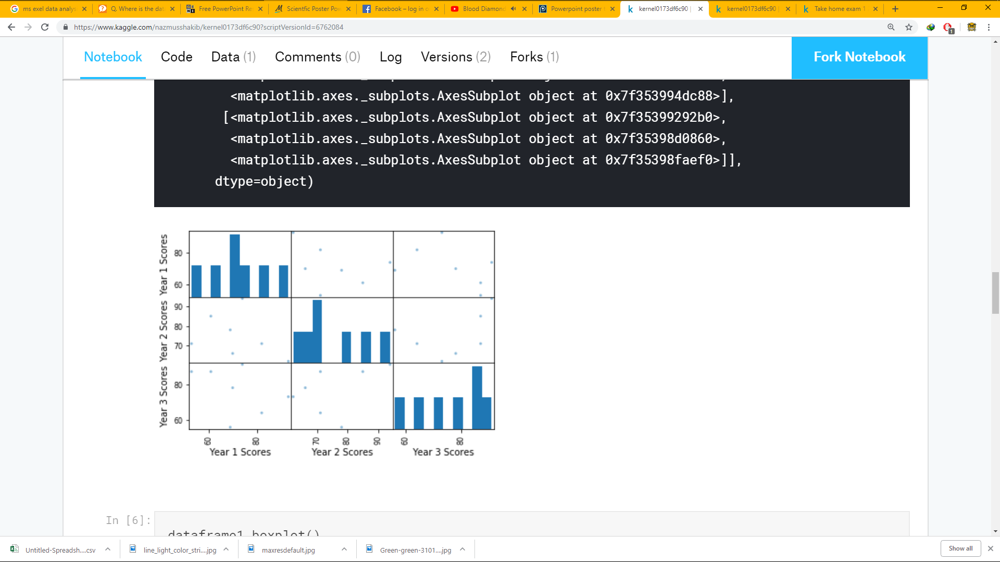 ms exel data analys
Q. Where is the dat
Free PowerPoint Re
Scientfic Poster Pow
Facebook – log in o
Blood Diamond
Powerpoint poster t
kernel0173df6c90 |
kernel0173df6c90 |
Take home exam 1
https://www.kaggle.com/nazmusshakib/kernel0173df6c90?scriptVersionId=6762084
1
Notebook
Code
Data (1)
Comments (0)
Log
Versions (2)
Forks (1)
Fork Notebook
<matplotlib.axes._subplots.AxesSubplot object at 0x7f353994dc88>],
[<matplotlib.axes._subplots.AxesSubplot object at 0x7f35399292b0>,
<matplotlib.axes._subplots.AxesSubplot object at 0x7f35398d0860>,
<matplotlib.axes._subplots.AxesSubplot object at 0x7f35398faef0>]],
dtype=object)
Year 1 Scores
80
60
Year 2 Scores
90
80
70
Year 3 Scores
80
60
60
80
70
80
90
60
80
Year 1 Scores
Year 2 Scores
Year 3 Scores
In [6]:
dataframe1.boxplot()
Untitled-Spreadsh....csv
line_light_color_stri....jpg
maxresdefault.jpg
Green-green-3101....jpg
Show all